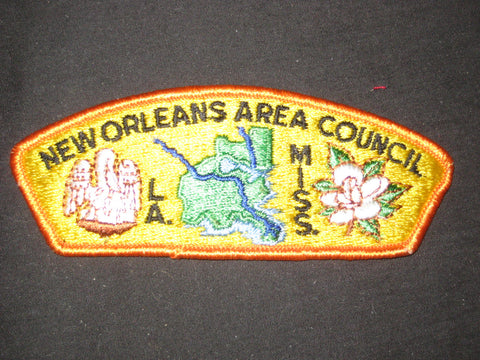 NEW ORLEANS AREA COUNCIL
LA.
MISS.